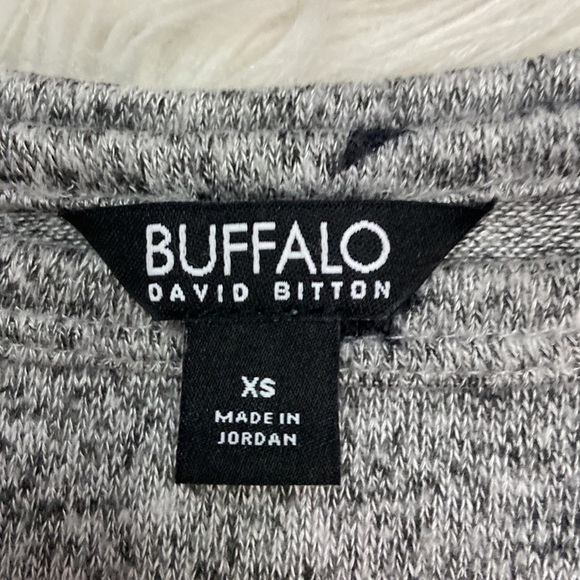 BUFFALO
DAVID BITTON
XS
MADE IN
JORDAN